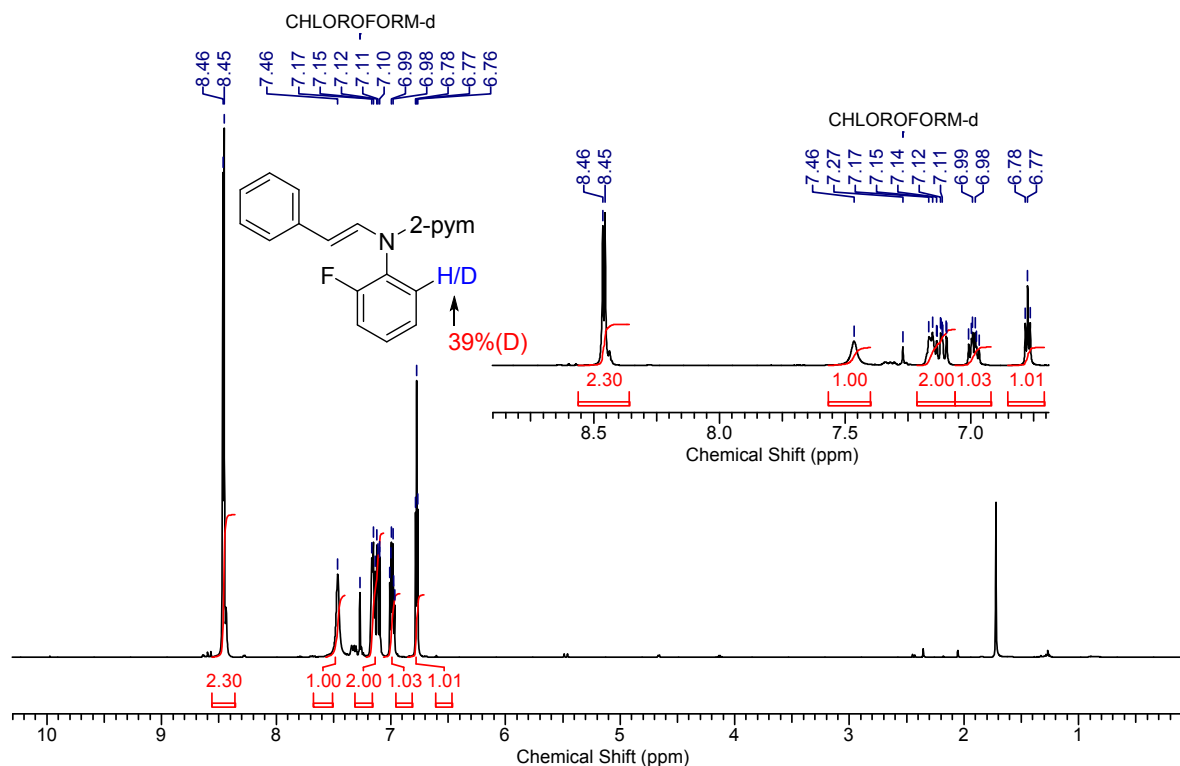 CHLOROFORM-d
8.46 8.45 7.46 7.17 7.15 7.12 7.11 7.10 6.99 6.98 6.78 6.77 6.76
CHLOROFORM-d
8.46 8.45 7.46 7.27 7.17 7.15 7.14 7.12 7.11 6.99 6.98 6.78 6.77
N 2-pym
F H/D
39%(D)
2.30 1.00 2.00 1.03 1.01
8.5 8.0 7.5 7.0
Chemical Shift (ppm)
2.30 1.00 2.00 1.03 1.01
10 9 8 7 6 5 4 3 2 1
Chemical Shift (ppm)